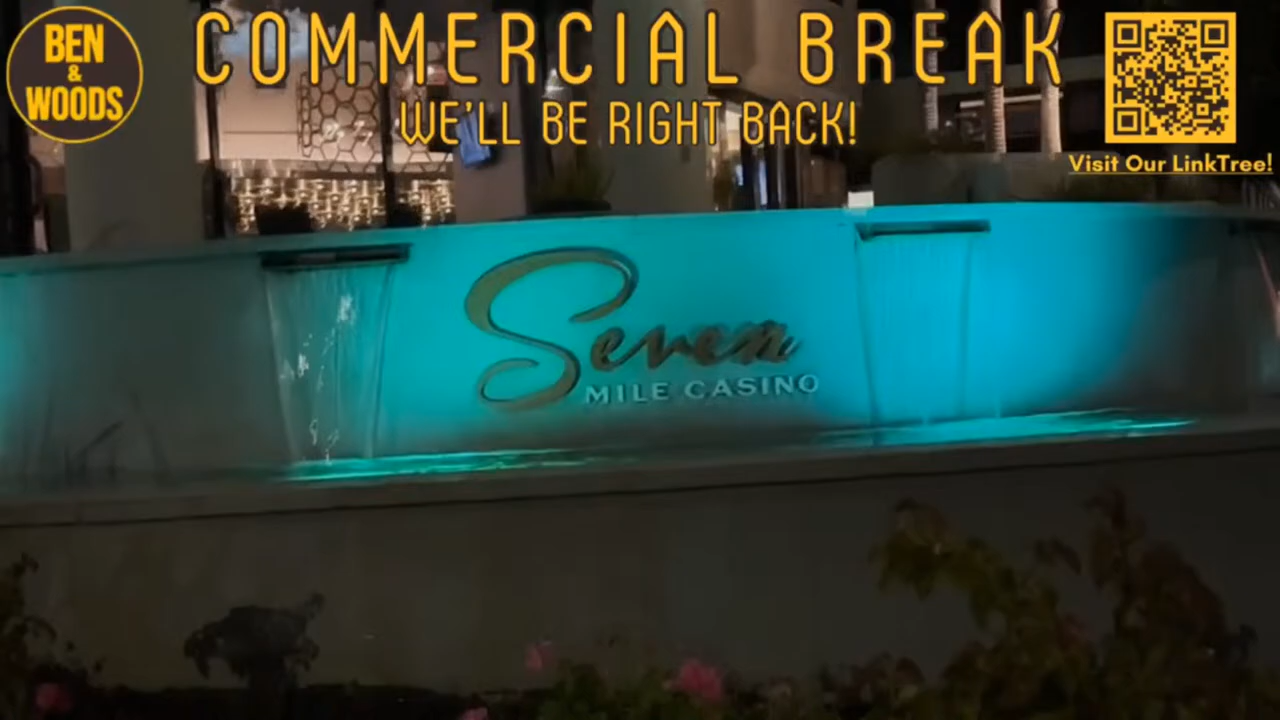 BEN
&
WOODS
COMMERCIAL BREAK
WE'LL BE RIGHT BACK!
Visit Our LinkTree!
Seven
MILE CASINO